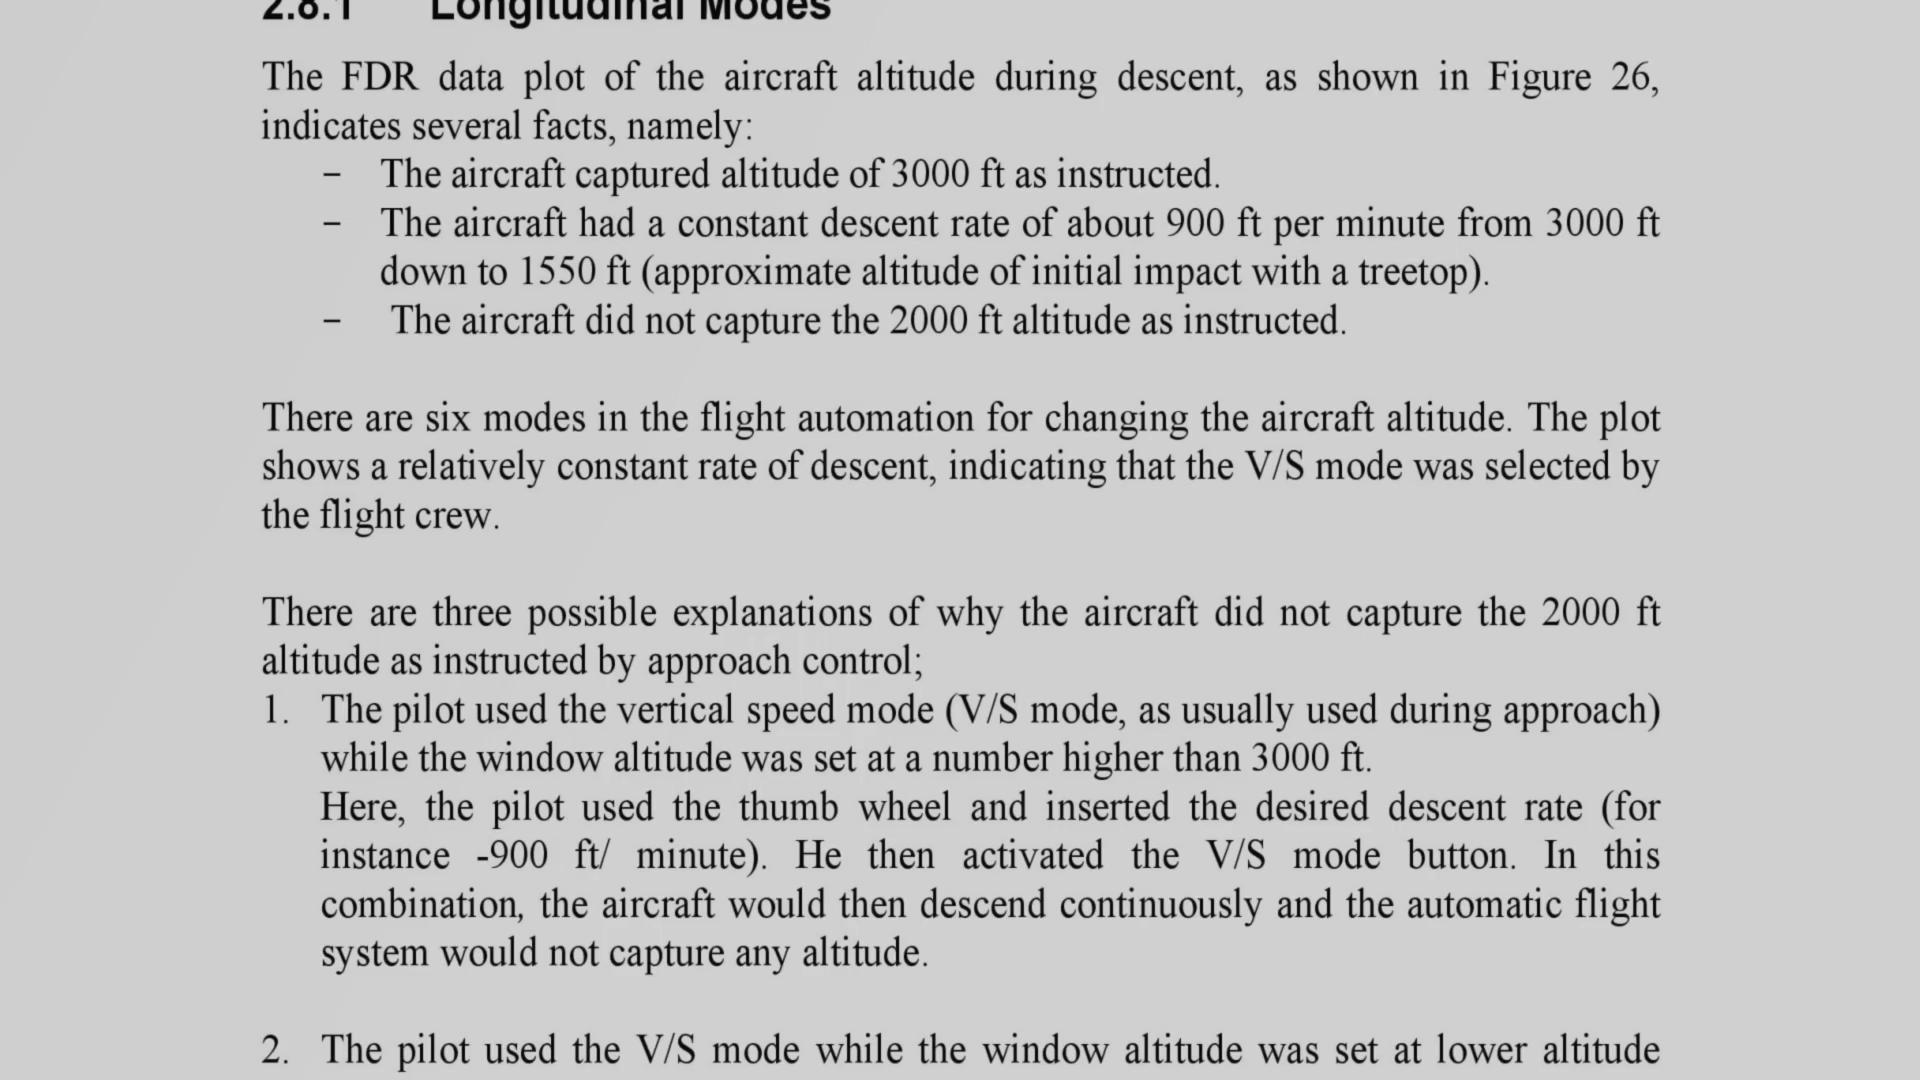 2.8.1 Longitudinal Modes
The FDR data plot of the aircraft altitude during descent, as shown in Figure 26,
indicates several facts, namely:
- The aircraft captured altitude of 3000 ft as instructed.
- The aircraft had a constant descent rate of about 900 ft per minute from 3000 ft
down to 1550 ft (approximate altitude of initial impact with a treetop).
- The aircraft did not capture the 2000 ft altitude as instructed.
There are six modes in the flight automation for changing the aircraft altitude. The plot
shows a relatively constant rate of descent, indicating that the V/S mode was selected by
the flight crew.
There are three possible explanations of why the aircraft did not capture the 2000 ft
altitude as instructed by approach control;
1. The pilot used the vertical speed mode (V/S mode, as usually used during approach)
while the window altitude was set at a number higher than 3000 ft.
Here, the pilot used the thumb wheel and inserted the desired descent rate (for
instance -900 ft/ minute). He then activated the V/S mode button. In this
combination, the aircraft would then descend continuously and the automatic flight
system would not capture any altitude.
2. The pilot used the V/S mode while the window altitude was set at lower altitude